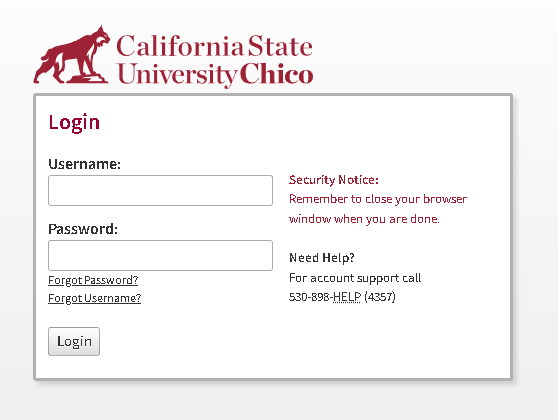 California State
University Chico
Login
Username:
Password:
Forgot Password?
Forgot Username?
Login
Security Notice:
Remember to close your browser
window when you are done.
Need Help?
For account support call
530-898-HELP (4357)